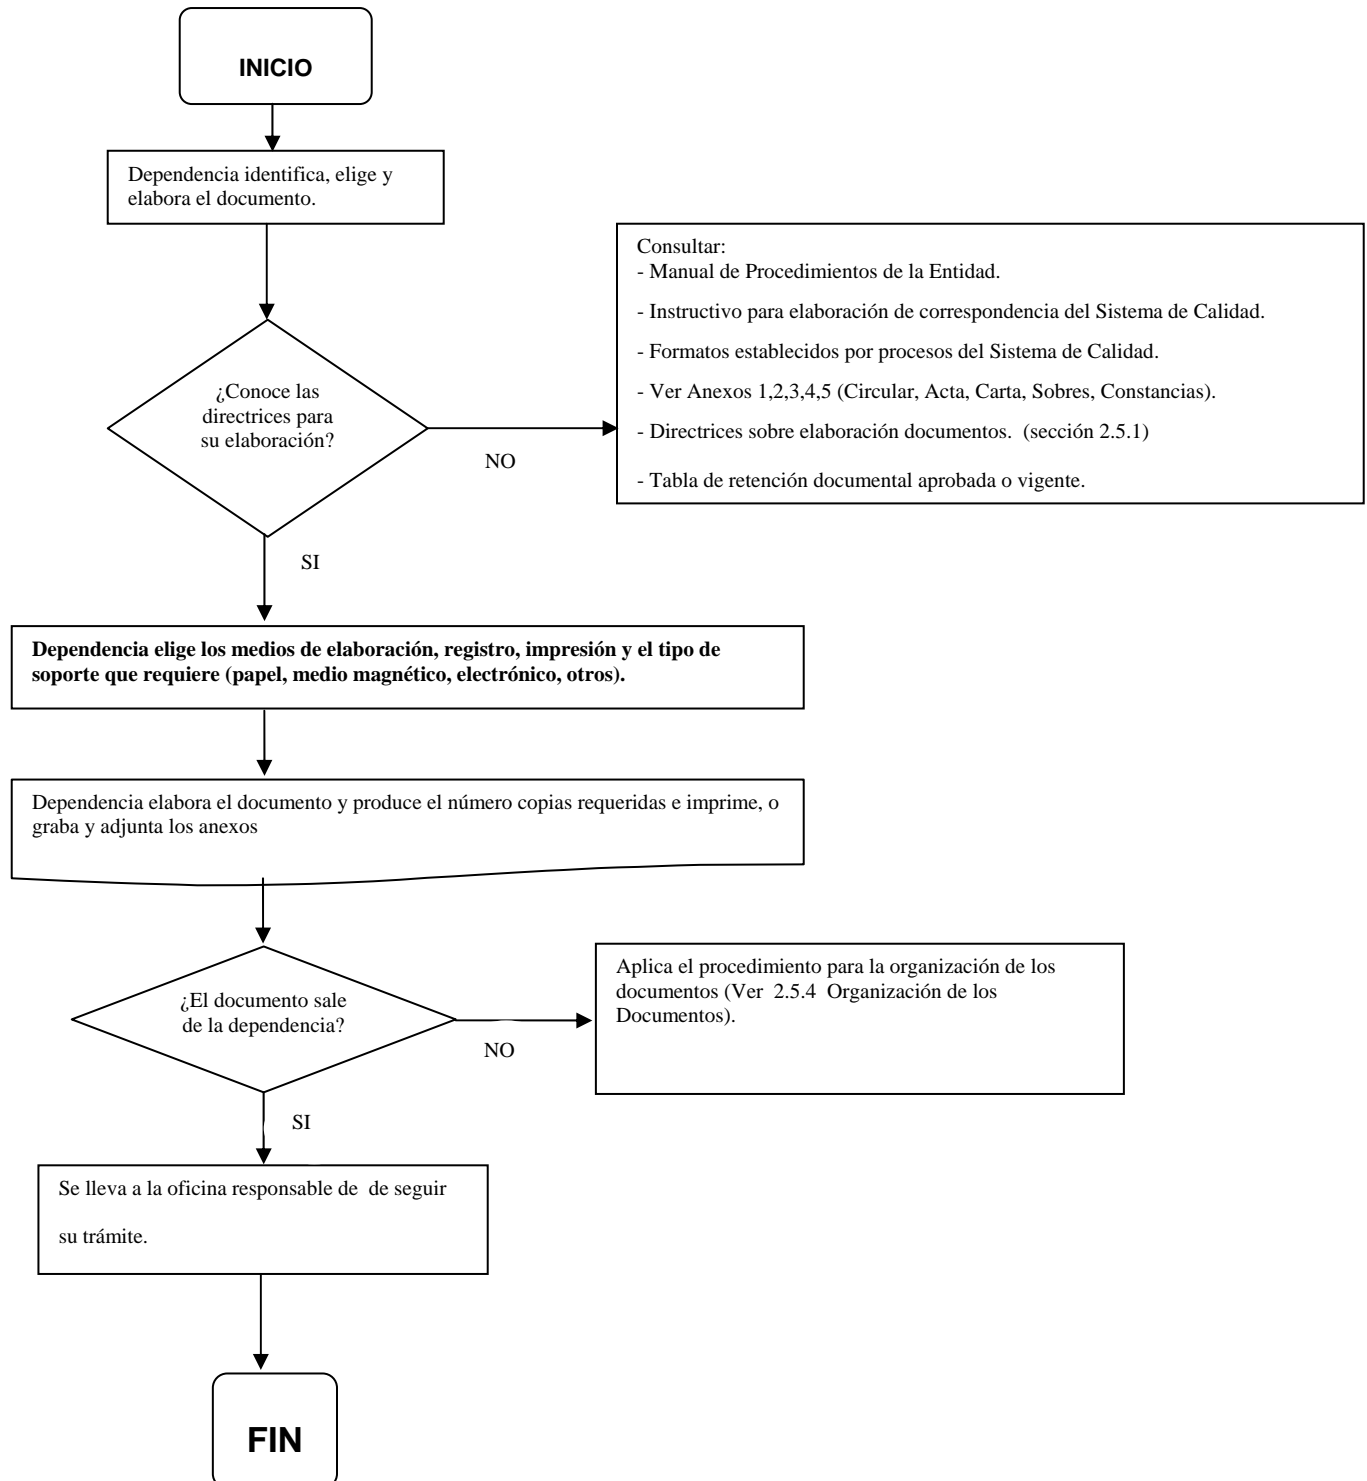 INICIO
Dependencia identifica, elige y
elabora el documento.
Consultar:
- Manual de Procedimientos de la Entidad.
- Instructivo para elaboración de correspondencia del Sistema de Calidad.
- Formatos establecidos por procesos del Sistema de Calidad.
- Ver Anexos 1,2,3,4,5 (Circular, Acta, Carta, Sobres, Constancias).
- Directrices sobre elaboración documentos.  (sección 2.5.1)
- Tabla de retención documental aprobada o vigente.
¿Conoce las
directrices para
su elaboración?
NO
SI
Dependencia elige los medios de elaboración, registro, impresión y el tipo de
soporte que requiere (papel, medio magnético, electrónico, otros).
Dependencia elabora el documento y produce el número copias requeridas e imprime, o
graba y adjunta los anexos
¿El documento sale
de la dependencia?
NO
Aplica el procedimiento para la organización de los
documentos (Ver  2.5.4  Organización de los
Documentos).
SI
Se lleva a la oficina responsable de  de seguir
su trámite.
FIN